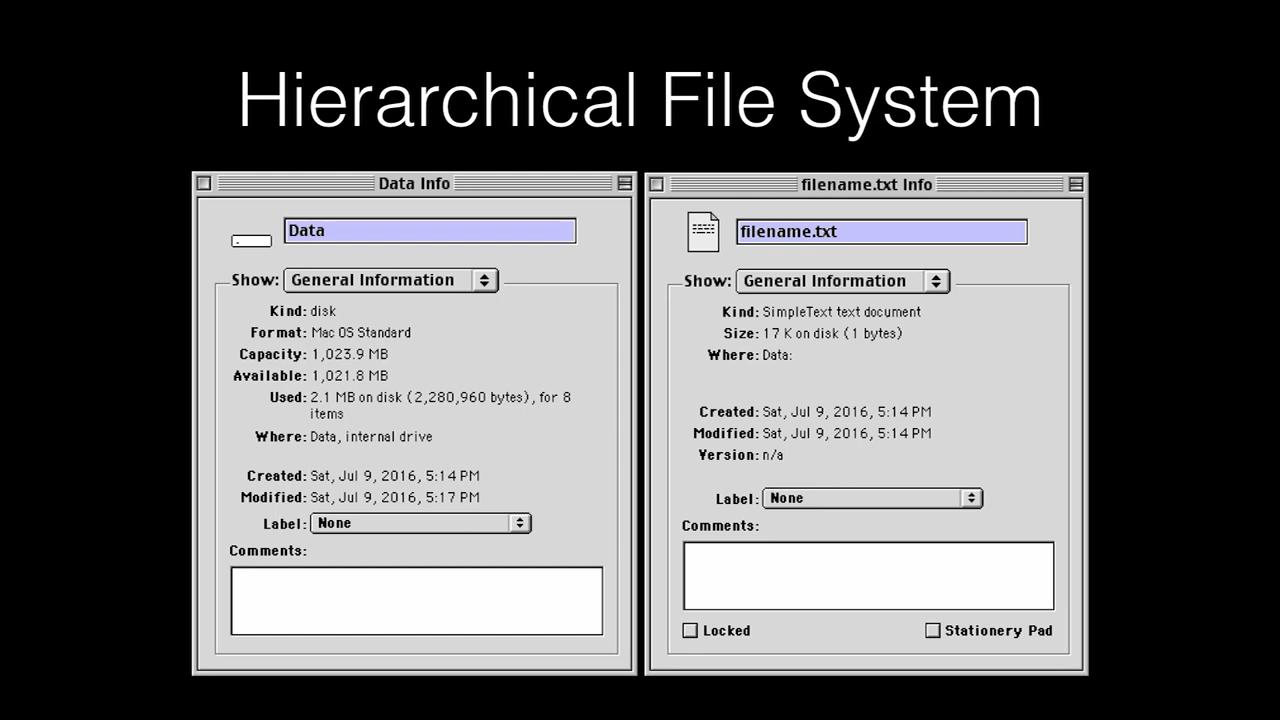 Hierarchical File System
Data Info
Data
Show: General Information
Kind: disk
Format: Mac OS Standard
Capacity: 1,023.9 MB
Available: 1,021.8 MB
Used: 2.1 MB on disk (2,280,960 bytes), for 8
items
Where: Data, internal drive
Created: Sat, Jul 9, 2016, 5:14 PM
Modified: Sat, Jul 9, 2016, 5:17 PM
Label: None
Comments:
filename.txt Info
filename.txt
Show: General Information
Kind: SimpleText text document
Size: 17 K on disk (1 bytes)
Where: Data:
Created: Sat, Jul 9, 2016, 5:14 PM
Modified: Sat, Jul 9, 2016, 5:14 PM
Version: n/a
Label: None
Comments:
Locked
Stationery Pad